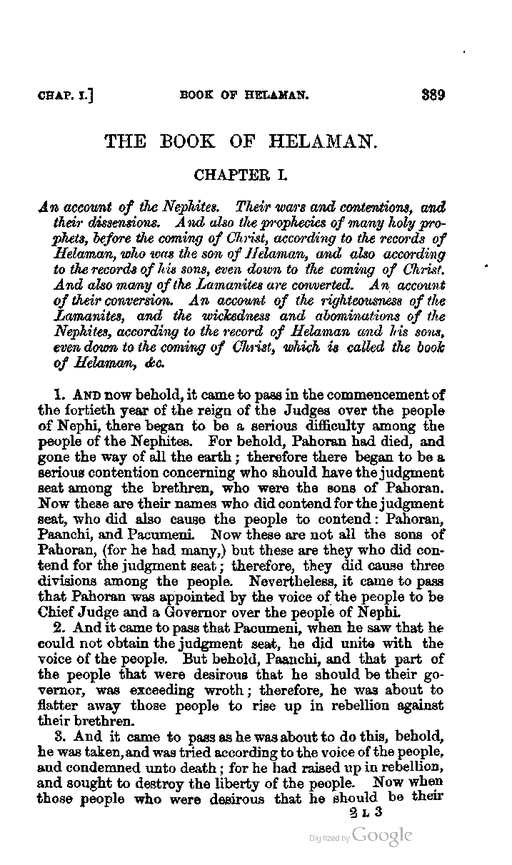 CHAP. I.] BOOK OF HELAMAN. 389
THE BOOK OF HELAMAN.
CHAPTER I.
An account of the Nephites. Their wars and contentions, and
their dissensions. And also the prophecies of many holy pro-
phets, before the coming of Christ, according to the records of
Helaman, who was the son of Helaman, and also according
to the records of his sons, even down to the coming of Christ.
And also many of the Lamanites are converted. An account
of their conversion. An account of the righteousness of the
Lamanites, and the wickedness and abominations of the
Nephites, according to the record of Helaman and his sons,
even down to the coming of Christ, which is called the book
of Helaman, &c.
1. AND now behold, it came to pass in the commencement of
the fortieth year of the reign of the Judges over the people
of Nephi, there began to be a serious difficulty among the
people of the Nephites. For behold, Pahoran had died, and
gone the way of all the earth; therefore there began to be a
serious contention concerning who should have the judgment
seat among the brethren, who were the sons of Pahoran.
Now these are their names who did contend for the judgment
seat, who did also cause the people to contend: Pahoran,
Paanchi, and Pacumeni. Now these are not all the sons of
Pahoran, (for he had many,) but these are they who did con-
tend for the judgment seat; therefore, they did cause three
divisions among the people. Nevertheless, it came to pass
that Pahoran was appointed by the voice of the people to be
Chief Judge and a Governor over the people of Nephi.
2. And it came to pass that Pacumeni, when he saw that he
could not obtain the judgment seat, he did unite with the
voice of the people. But behold, Paanchi, and that part of
the people that were desirous that he should be their go-
vernor, was exceeding wroth; therefore, he was about to
flatter away those people to rise up in rebellion against
their brethren.
3. And it came to pass as he was about to do this, behold,
he was taken, and was tried according to the voice of the people,
and condemned unto death; for he had raised up in rebellion,
and sought to destroy the liberty of the people. Now when
those people who were desirous that he should be their
2 L 3
Digitized by Google